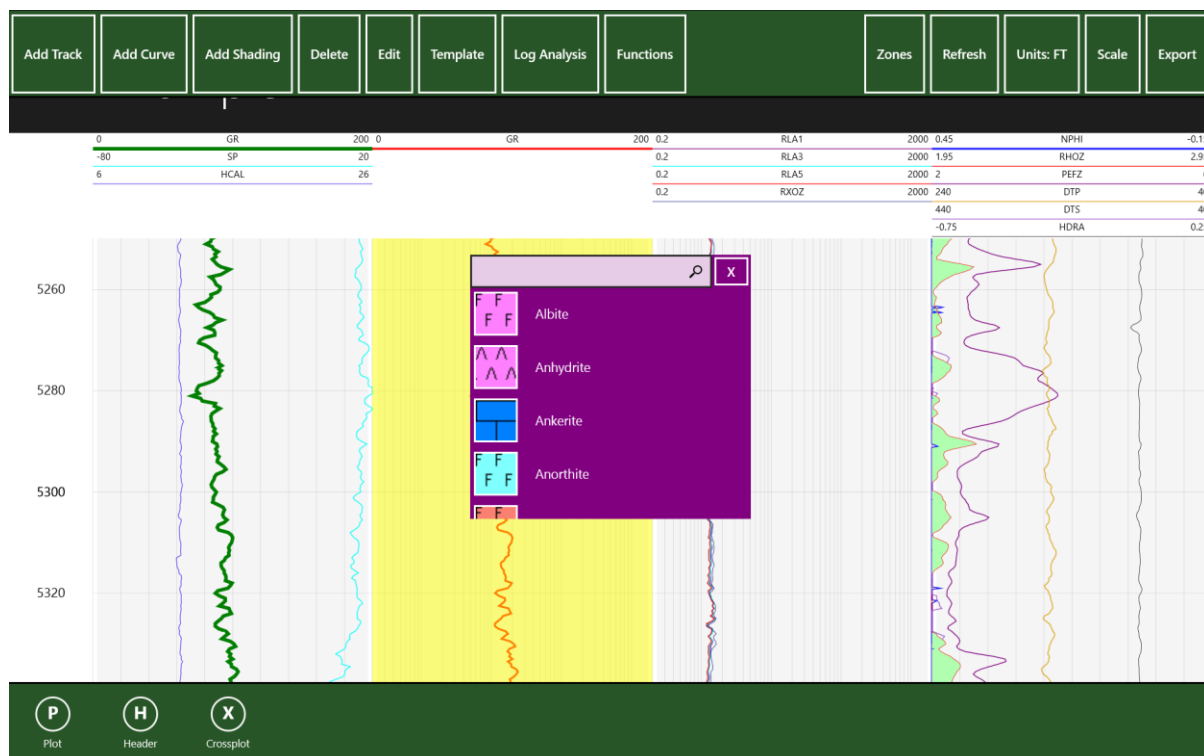 Add Track Add Curve Add Shading Delete Edit Template Log Analysis Functions Zones Refresh Units: FT Scale Export
0 GR 200 0 GR 200 0.2 RLA1 2000 0.45 NPHI
-80 SP 20 0.2 RLA3 2000 1.95 RHOZ
6 HCAL 26 0.2 RLA5 2000 2 PEFZ
0.2 RXOZ 2000 240 DTP
440 DTS
-0.75 HDRA
X
5260
F F F F Albite
Anhydrite
5280
Ankerite
F F F F Anorthite
5300
F F
5320
P H X
Plot Header Crossplot